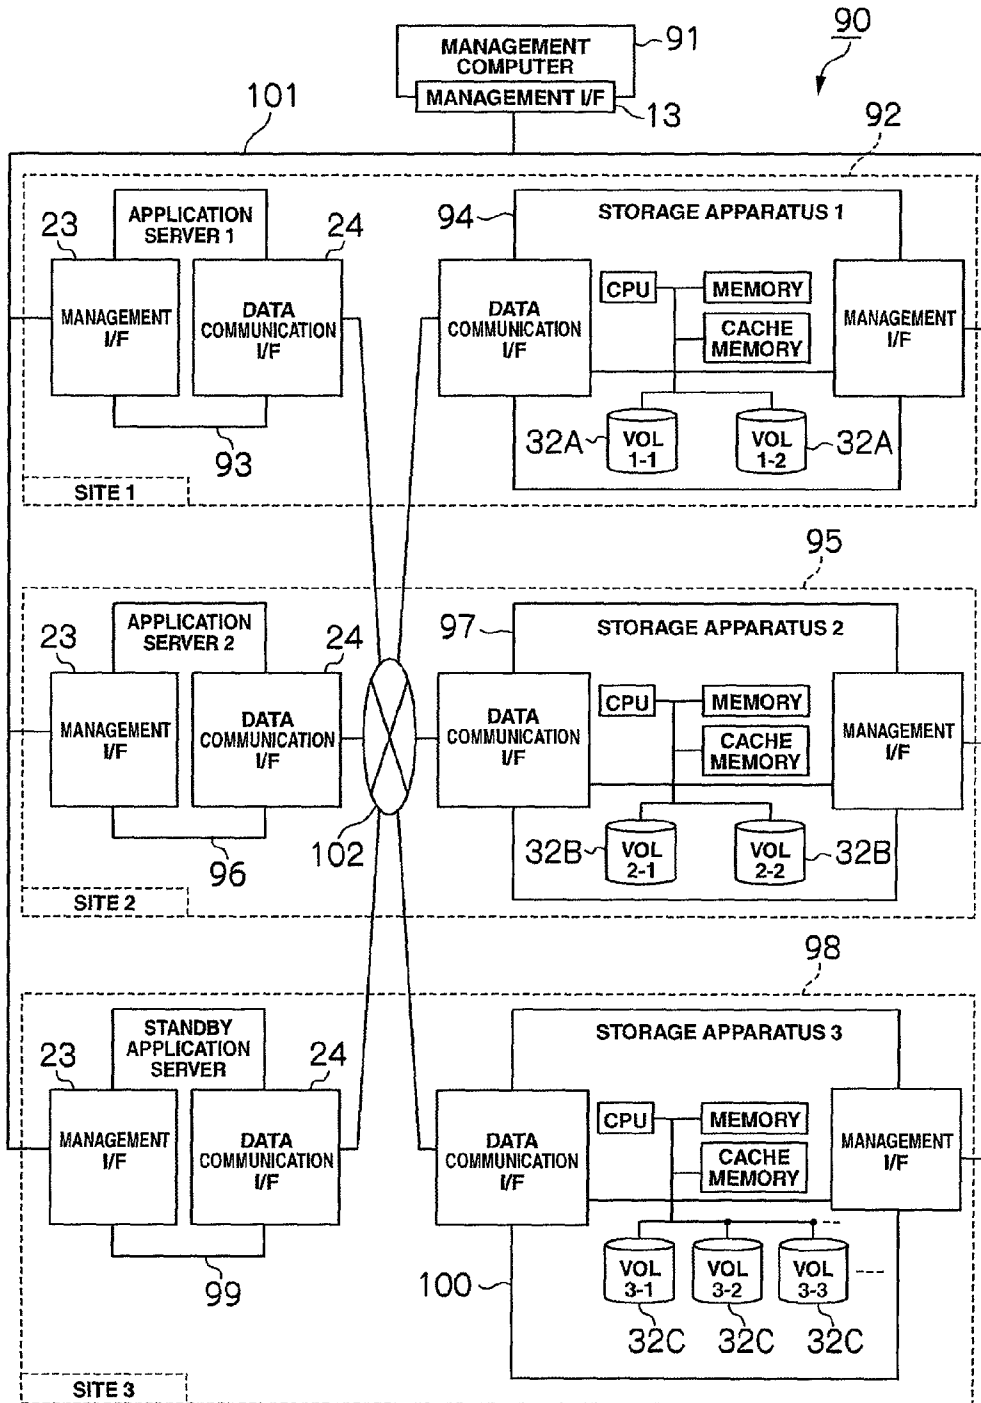 90
91
MANAGEMENT
COMPUTER
MANAGEMENT I/F
13
101
92
23
APPLICATION
SERVER 1
24
94
STORAGE APPARATUS 1
MANAGEMENT
I/F
DATA
COMMUNICATION
I/F
DATA
COMMUNICATION
I/F
CPU
MEMORY
CACHE
MEMORY
MANAGEMENT
I/F
93
32A
VOL
1-1
VOL
1-2
32A
SITE 1
95
23
APPLICATION
SERVER 2
24
97
STORAGE APPARATUS 2
MANAGEMENT
I/F
DATA
COMMUNICATION
I/F
DATA
COMMUNICATION
I/F
CPU
MEMORY
CACHE
MEMORY
MANAGEMENT
I/F
96
102
32B
VOL
2-1
VOL
2-2
32B
SITE 2
98
23
STANDBY
APPLICATION
SERVER
24
STORAGE APPARATUS 3
MANAGEMENT
I/F
DATA
COMMUNICATION
I/F
DATA
COMMUNICATION
I/F
CPU
MEMORY
CACHE
MEMORY
MANAGEMENT
I/F
99
100
VOL
3-1
VOL
3-2
VOL
3-3
32C
32C
32C
SITE 3